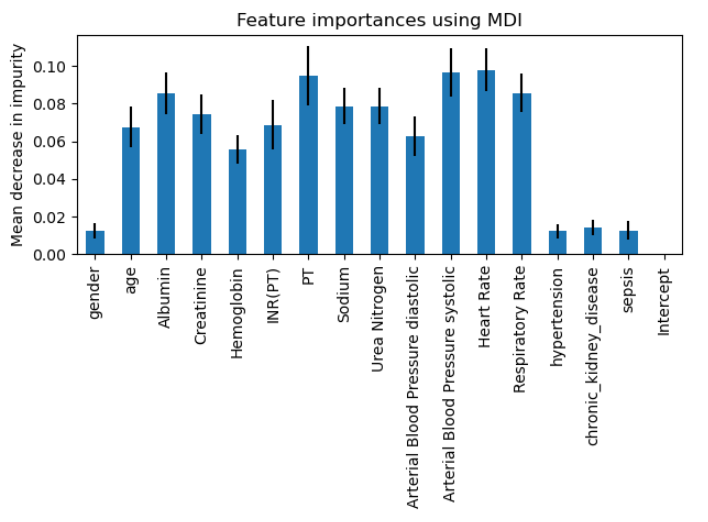 Feature importances using MDI
Mean decrease in impurity
0.10
0.08
0.06
0.04
0.02
0.00
gender
age
Albumin
Creatinine
Hemoglobin
INR(PT)
PT
Sodium
Urea Nitrogen
Arterial Blood Pressure diastolic
Arterial Blood Pressure systolic
Heart Rate
Respiratory Rate
hypertension
chronic_kidney_disease
sepsis
Intercept